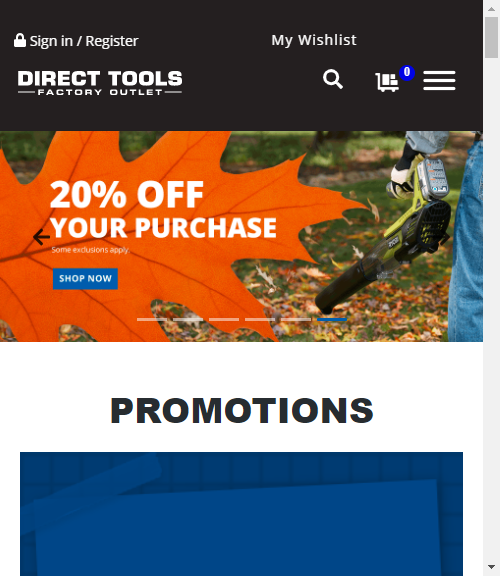 Sign in / Register
My Wishlist
DIRECT TOOLS
FACTORY OUTLET
0
20% OFF
YOUR PURCHASE
Some exclusions apply
SHOP NOW
PROMOTIONS